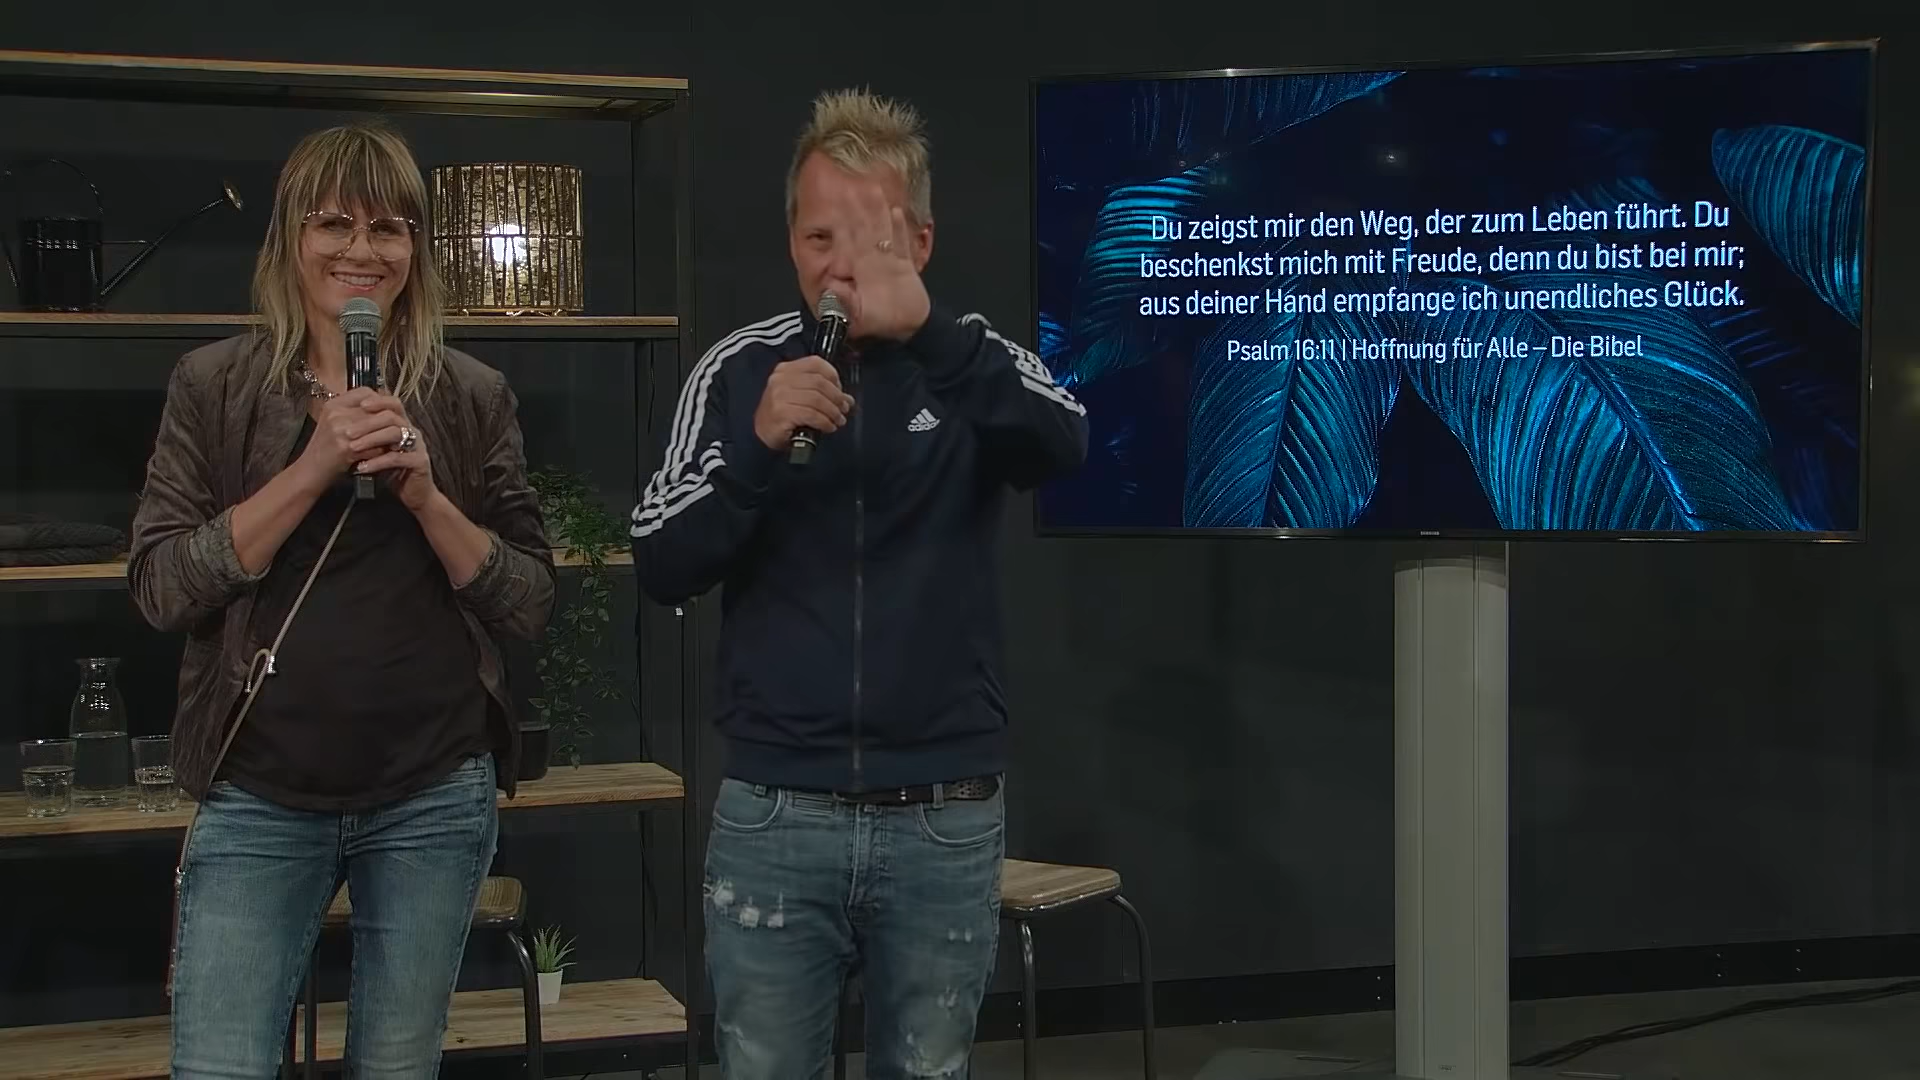 Du zeigst mir den Weg, der zum Leben führt. Du
beschenkst mich mit Freude, denn du bist bei mir;
aus deiner Hand empfange ich unendliches Glück.
Psalm 16:11 | Hoffnung für Alle – Die Bibel
adidas
SAMSUNG